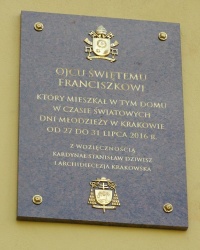 OJCU ŚWIĘTEMU
FRANCISZKOWI
KTÓRY MIESZKAŁ W TYM DOMU
W CZASIE ŚWIATOWYCH
DNI MŁODZIEŻY W KRAKOWIE
OD 27 DO 31 LIPCA 2016 R.
Z WDZIĘCZNOŚCIĄ
KARDYNAŁ STANISŁAW DZIWISZ
I ARCHIDIECEZJA KRAKOWSKA